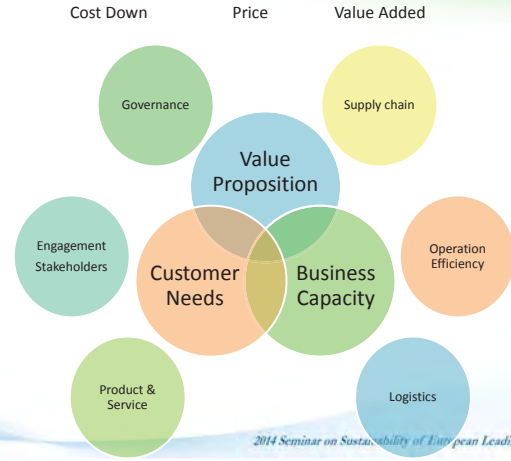 Cost Down Price Value Added
Governance
Supply chain
Value
Proposition
Engagement
Stakeholders
Operation
Efficiency
Customer
Needs
Business
Capacity
Product &
Service
Logistics
2014 Seminar on Sustainability of European Leadi